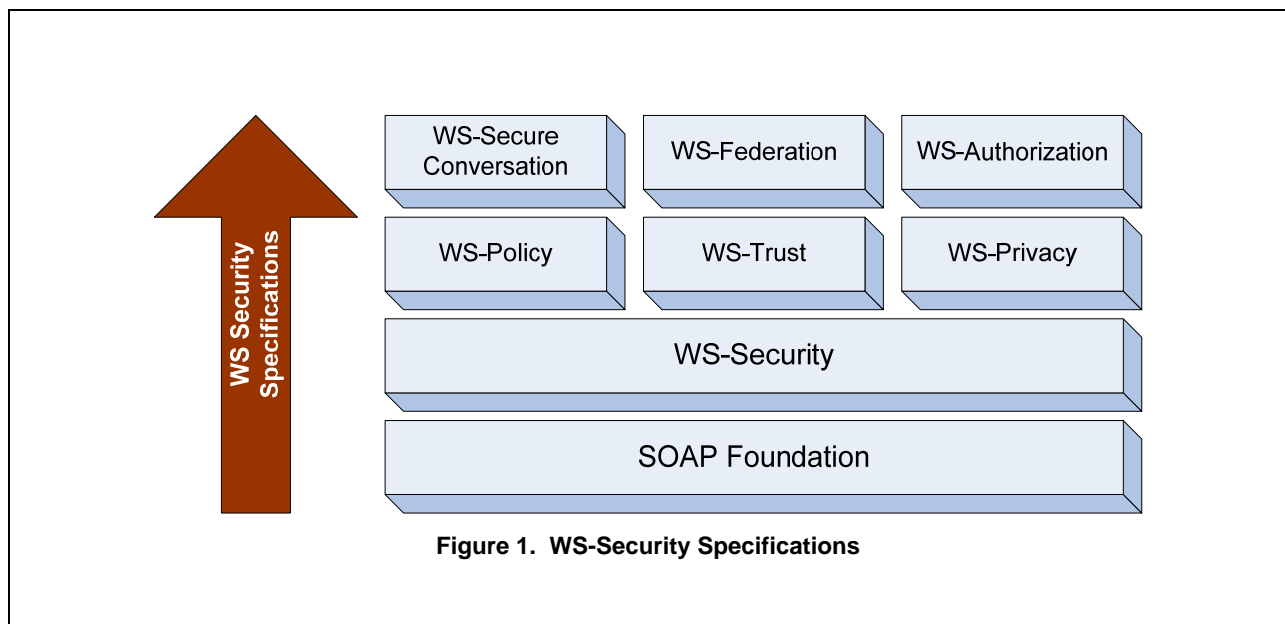 WS Security
Specifications
WS-Secure
Conversation
WS-Federation
WS-Authorization
WS-Policy
WS-Trust
WS-Privacy
WS-Security
SOAP Foundation
Figure 1. WS-Security Specifications